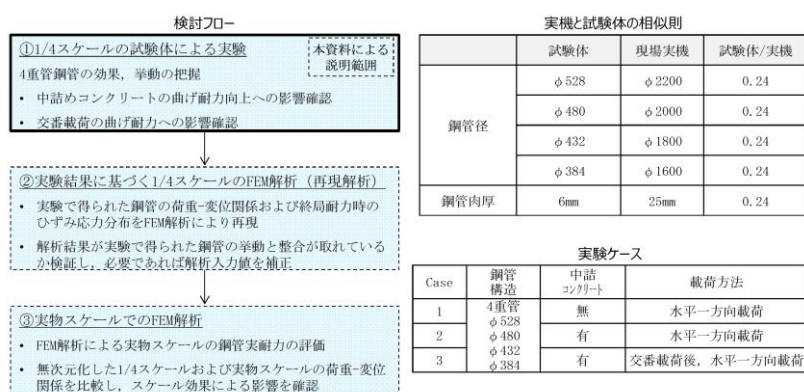 検討フロー
①1/4スケールの試験体による実験
本資料による
説明範囲
4重管鋼管の効果,挙動の把握
• 中詰めコンクリートの曲げ耐力向上への影響確認
• 交番載荷の曲げ耐力への影響確認
②実験結果に基づく1/4スケールのFEM解析(再現解析)
• 実験で得られた鋼管の荷重-変位関係および終局耐力時の
ひずみ応力分布をFEM解析により再現
• 解析結果が実験で得られた鋼管の挙動と整合が取れている
か検証し,必要であれば解析入力値を補正
③実物スケールでのFEM解析
• FEM解析による実物スケールの鋼管実耐力の評価
• 無次元化した1/4スケールおよび実物スケールの荷重-変位
関係を比較し,スケール効果による影響を確認
実機と試験体の相似則
試験体 現場実機 試験体/実機
鋼管径
φ528 φ2200 0.24
φ480 φ2000 0.24
φ432 φ1800 0.24
φ384 φ1600 0.24
鋼管肉厚 6mm 25mm 0.24
実験ケース
Case 鋼管構造 中詰コンクリート 載荷方法
4重管
φ528
φ480
φ432
φ384
1 無 水平一方向載荷
2 有 水平一方向載荷
3 有 交番載荷後,水平一方向載荷